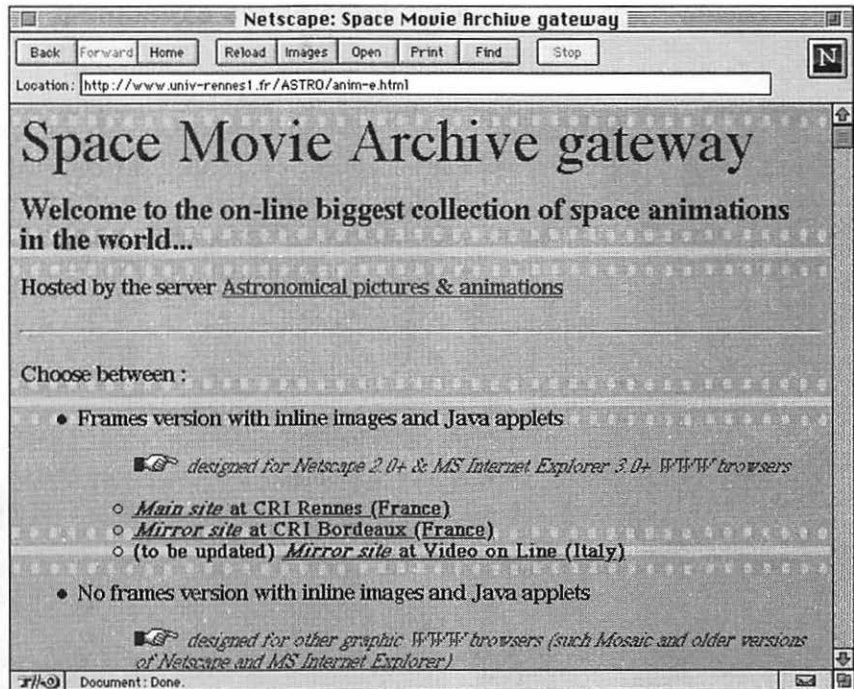 Netscape: Space Movie Archive gateway
Back Forward Home Reload Images Open Print Find Stop
N
Location: http://www.univ-rennes1.fr/ASTRO/anim-e.html
Space Movie Archive gateway
Welcome to the on-line biggest collection of space animations
in the world...
Hosted by the server Astronomical pictures & animations
Choose between :
• Frames version with inline images and Java applets
designed for Netscape 2.0+ & MS Internet Explorer 3.0+ WWW browsers
○ Main site at CRI Rennes (France)
○ Mirror site at CRI Bordeaux (France)
○ (to be updated) Mirror site at Video on Line (Italy)
• No frames version with inline images and Java applets
designed for other graphic WWW browsers (such Mosaic and older versions
of Netscape and MS Internet Explorer)
Document: Done.